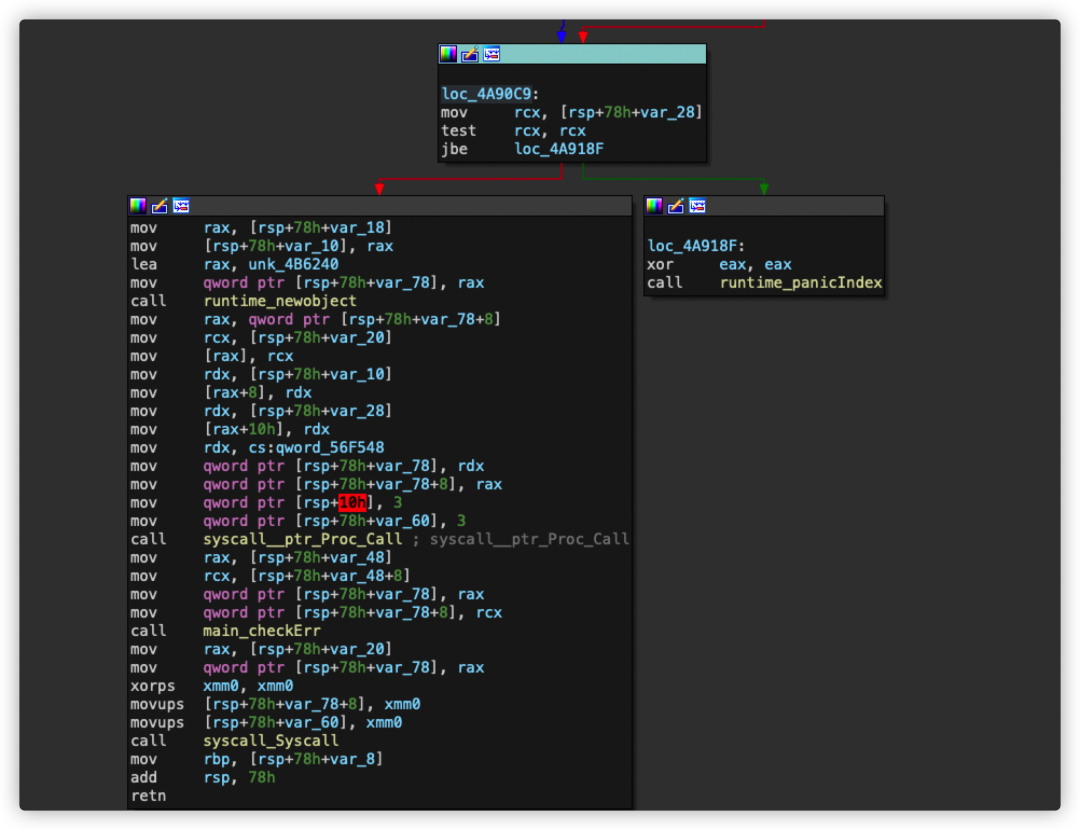 loc_4A90C9:
mov rcx, [rsp+78h+var_28]
test rcx, rcx
jbe loc_4A918F
mov rax, [rsp+78h+var_18]
mov [rsp+78h+var_10], rax
lea rax, unk_4B6240
mov qword ptr [rsp+78h+var_78], rax
call runtime_newobject
mov rax, qword ptr [rsp+78h+var_78+8]
mov rcx, [rsp+78h+var_20]
mov [rax], rcx
mov rdx, [rsp+78h+var_10]
mov [rax+8], rdx
mov rdx, [rsp+78h+var_28]
mov [rax+10h], rdx
mov rdx, cs:qword_56F548
mov qword ptr [rsp+78h+var_78], rdx
mov qword ptr [rsp+78h+var_78+8], rax
mov qword ptr [rsp+10h], 3
mov qword ptr [rsp+78h+var_60], 3
call syscall__ptr_Proc_Call ; syscall__ptr_Proc_Call
mov rax, [rsp+78h+var_48]
mov rcx, [rsp+78h+var_48+8]
mov qword ptr [rsp+78h+var_78], rax
mov qword ptr [rsp+78h+var_78+8], rcx
call main_checkErr
mov rax, [rsp+78h+var_20]
mov qword ptr [rsp+78h+var_78], rax
xorps xmm0, xmm0
movups [rsp+78h+var_78+8], xmm0
movups [rsp+78h+var_60], xmm0
call syscall_Syscall
mov rbp, [rsp+78h+var_8]
add rsp, 78h
retn
loc_4A918F:
xor eax, eax
call runtime_panicIndex